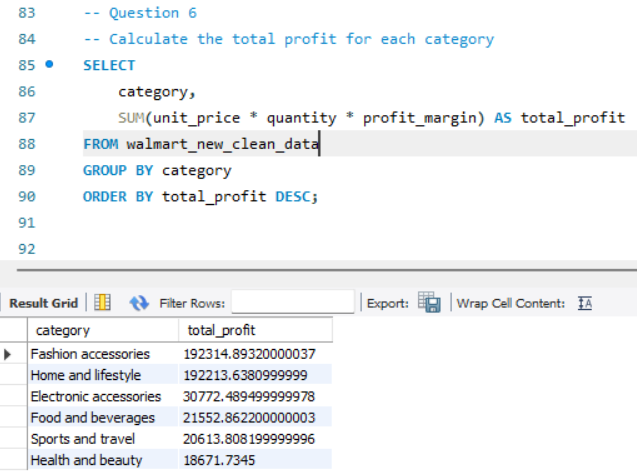 83 -- Question 6
84 -- Calculate the total profit for each category
85 SELECT
86 category,
87 SUM(unit_price * quantity * profit_margin) AS total_profit
88 FROM walmart_new_clean_data
89 GROUP BY category
90 ORDER BY total_profit DESC;
91
92
Result Grid Filter Rows: Export: Wrap Cell Content: IA
category total_profit
Fashion accessories 192314.89320000037
Home and lifestyle 192213.6380999999
Electronic accessories 30772.489499999978
Food and beverages 21552.862200000003
Sports and travel 20613.808199999996
Health and beauty 18671.7345